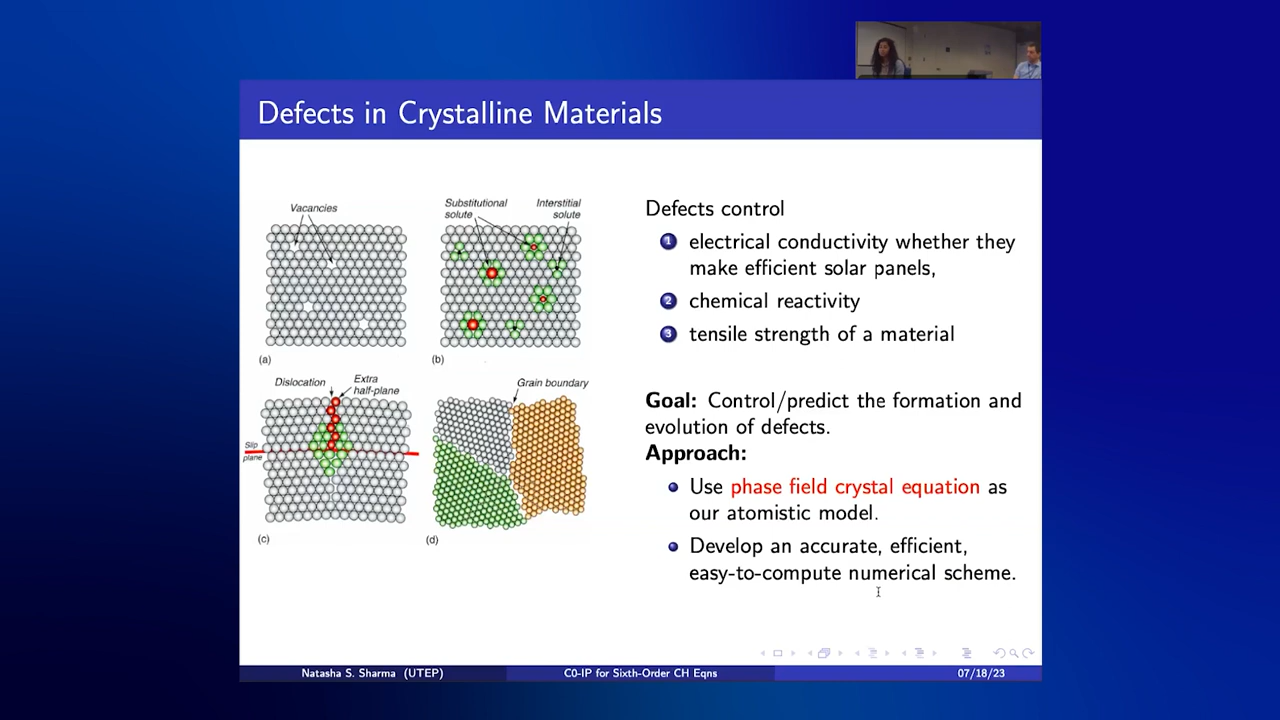 Defects in Crystalline Materials
Vacancies
Substitutional
solute
Interstitial
solute
(a)
(b)
Dislocation
Extra
half-plane
Slip
plane
(c)
Grain boundary
(d)
Defects control
1 electrical conductivity whether they
make efficient solar panels,
2 chemical reactivity
3 tensile strength of a material
Goal: Control/predict the formation and
evolution of defects.
Approach:
Use phase field crystal equation as
our atomistic model.
Develop an accurate, efficient,
easy-to-compute numerical scheme.
Natasha S. Sharma (UTEP)
C0-IP for Sixth-Order CH Eqns
07/18/23